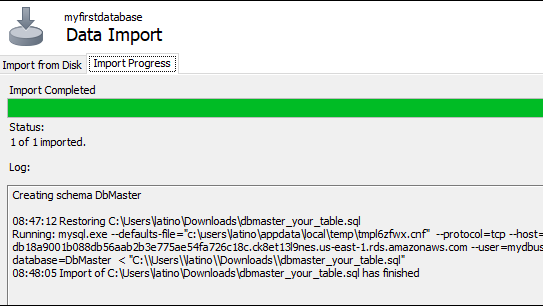 myfirstdatabase
Data Import
Import from Disk
Import Progress
Import Completed
Status:
1 of 1 imported.
Log:
Creating schema DbMaster
08:47:12 Restoring C:\Users\latino\Downloads\dbmaster_your_table.sql
Running: mysql.exe --defaults-file="c:\users\latino\appdata\local\temp\tmpl6zfwx.cnf" --protocol=tcp --host=
db18a9001b088db56aab2b3e775ae54fa726c18c.ck8et13l9nes.us-east-1.rds.amazonaws.com --user=mydbus
database=DbMaster < "C:\\Users\\latino\\Downloads\\dbmaster_your_table.sql"
08:48:05 Import of C:\Users\latino\Downloads\dbmaster_your_table.sql has finished